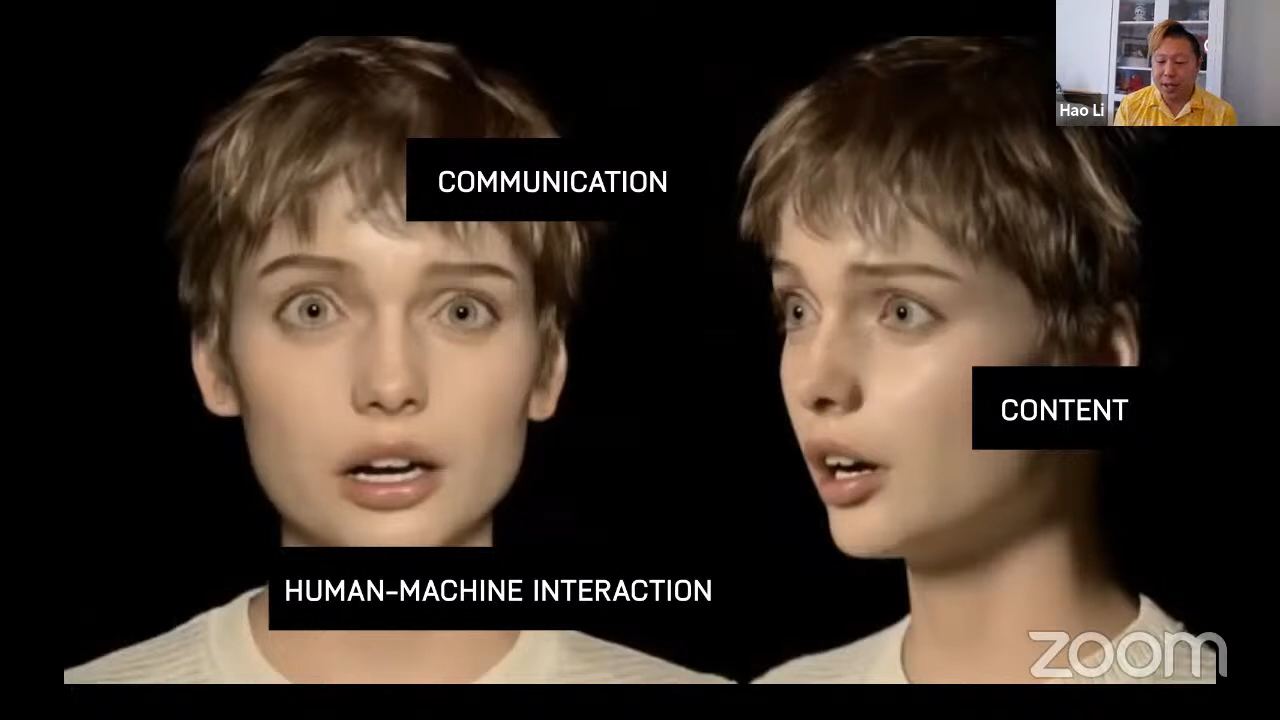 Hao Li
COMMUNICATION
CONTENT
HUMAN-MACHINE INTERACTION
zoom